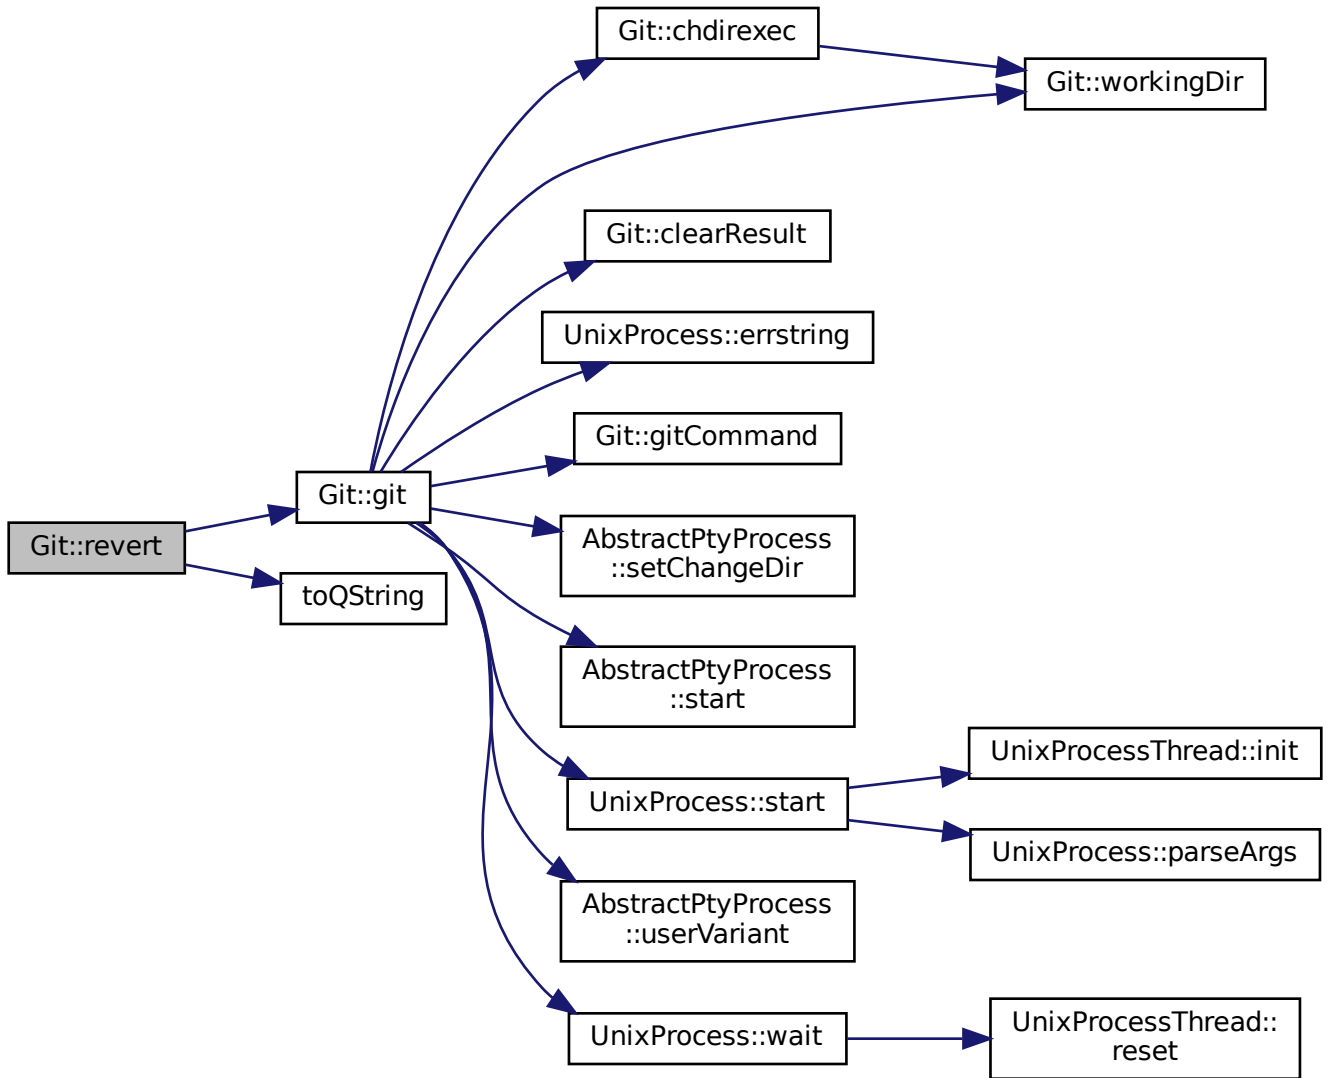 Git::chdirexec
Git::workingDir
Git::clearResult
UnixProcess::errstring
Git::gitCommand
Git::git
Git::revert
AbstractPtyProcess
::setChangeDir
toQString
AbstractPtyProcess
::start
UnixProcessThread::init
UnixProcess::start
UnixProcess::parseArgs
AbstractPtyProcess
::userVariant
UnixProcess::wait
UnixProcessThread::
reset